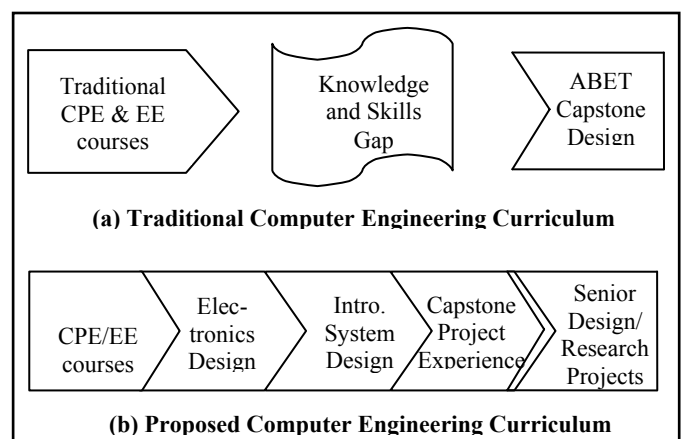 Traditional
CPE & EE
courses
Knowledge
and Skills
Gap
ABET
Capstone
Design
(a) Traditional Computer Engineering Curriculum
CPE/EE
courses
Elec-
tronics
Design
Intro.
System
Design
Capstone
Project
Experience
Senior
Design/
Research
Projects
(b) Proposed Computer Engineering Curriculum